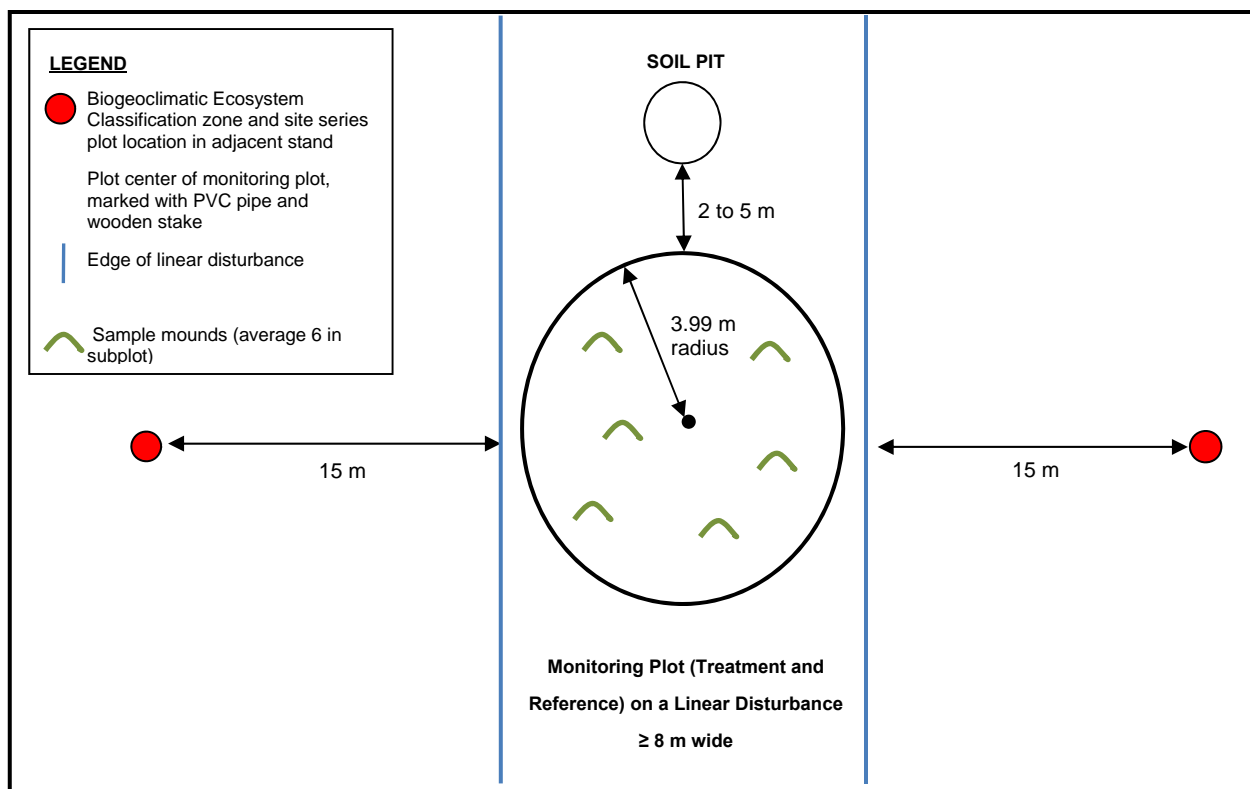 LEGEND
Biogeoclimatic Ecosystem
Classification zone and site series
plot location in adjacent stand
Plot center of monitoring plot,
marked with PVC pipe and
wooden stake
Edge of linear disturbance
Sample mounds (average 6 in
subplot)
SOIL PIT
2 to 5 m
3.99 m
radius
15 m
15 m
Monitoring Plot (Treatment and
Reference) on a Linear Disturbance
≥ 8 m wide